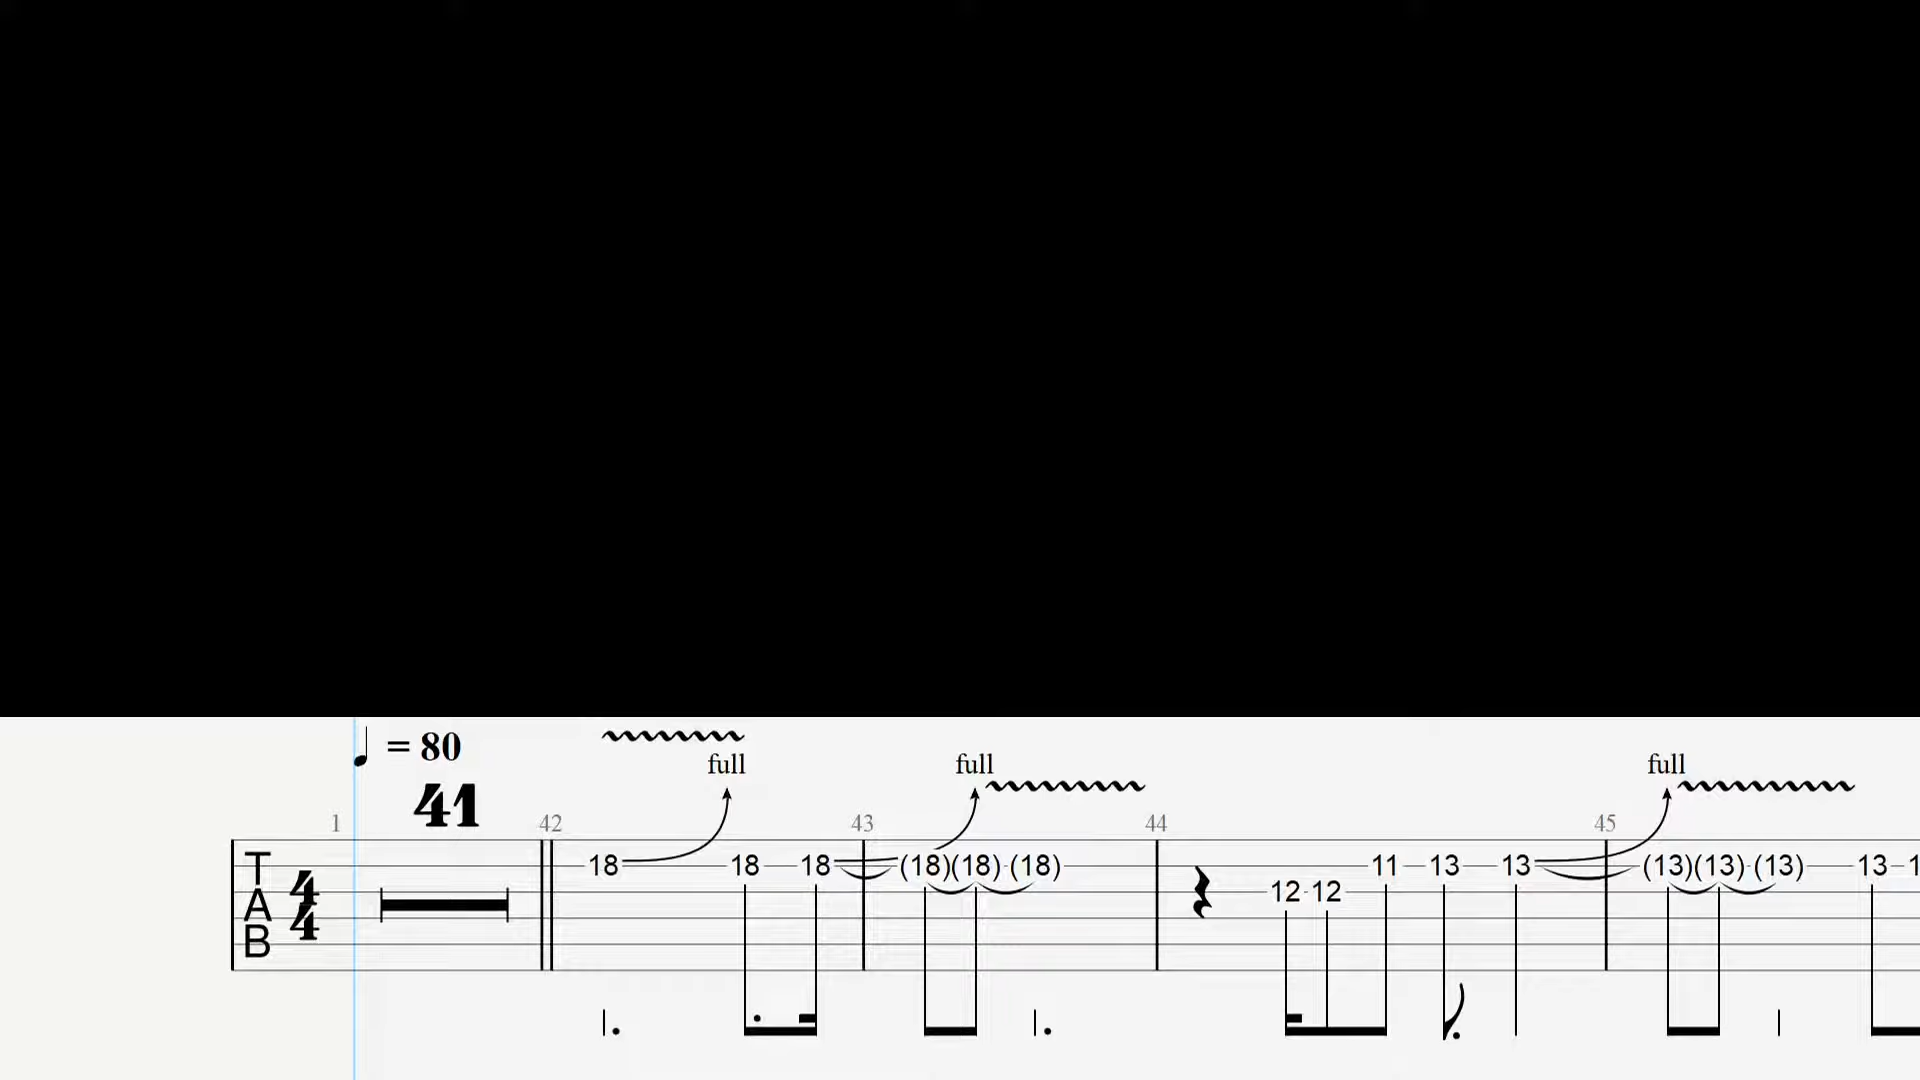 = 80
full full full
41
1 42 43 44 45
T 18 18 18 (18)(18) (18) 11 13 13 (13)(13) (13) 13
A 4 12 12
4
B